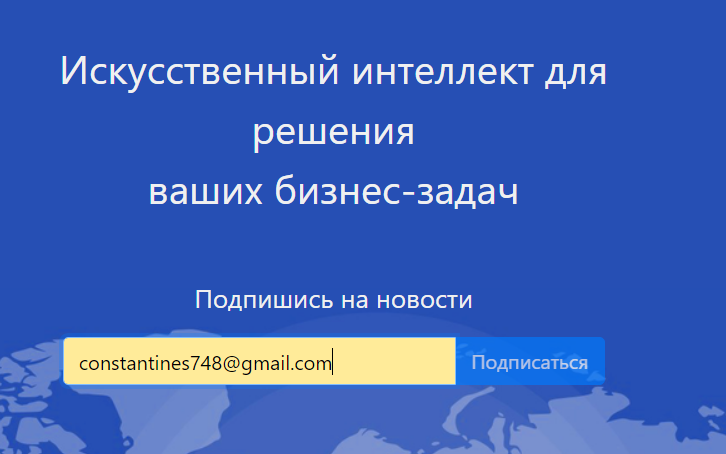 Искусственный интеллект для
решения
ваших бизнес-задач
Подпишись на новости
constantines748@gmail.com
Подписаться